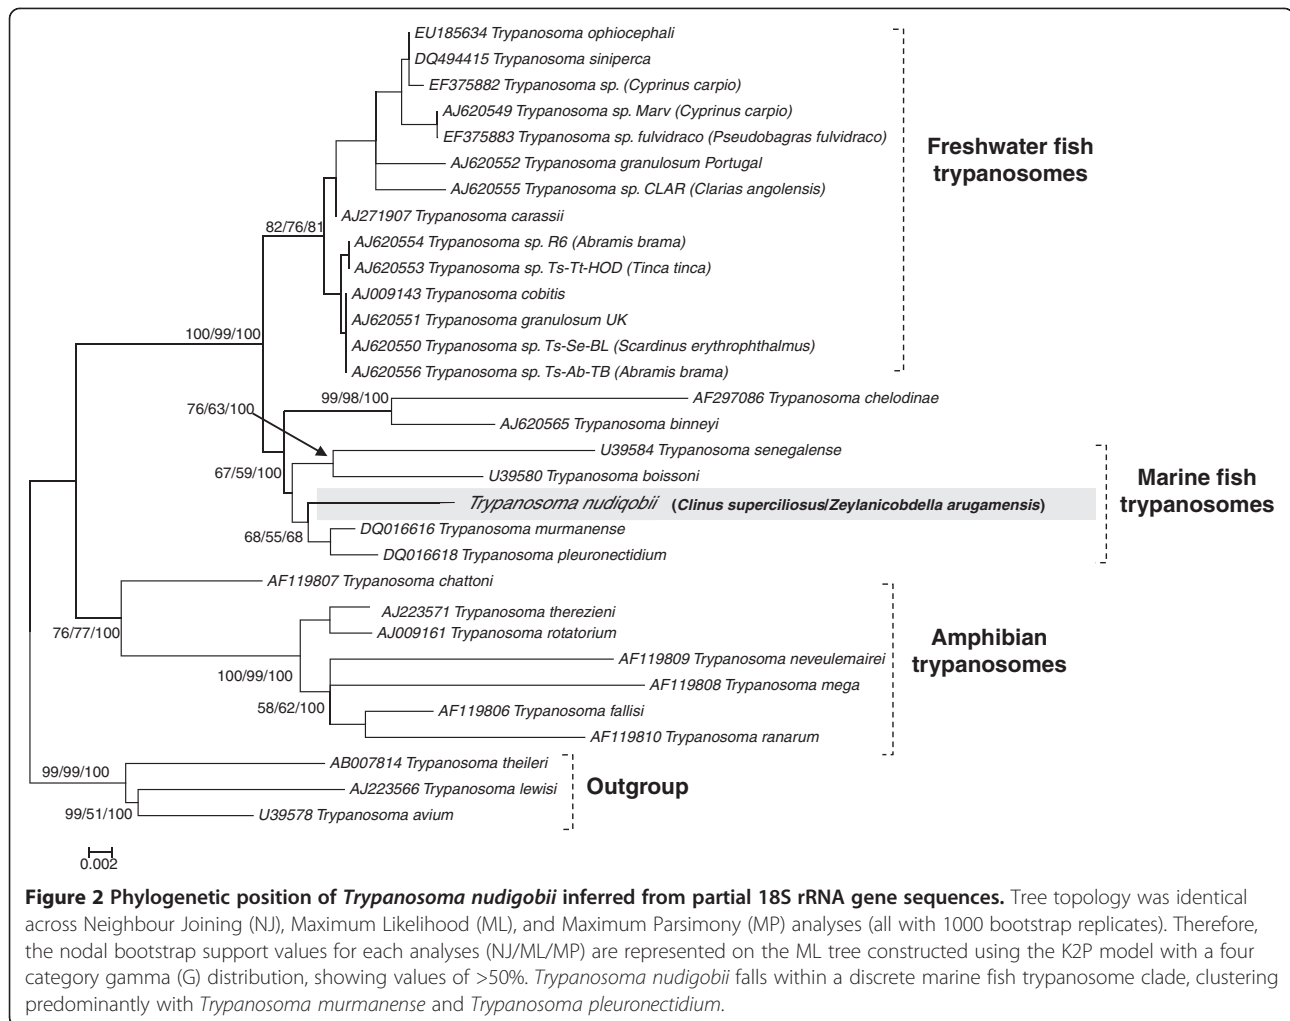 EU185634 Trypanosoma ophiocephali
DQ494415 Trypanosoma siniperca
EF375882 Trypanosoma sp. (Cyprinus carpio)
AJ620549 Trypanosoma sp. Marv (Cyprinus carpio)
EF375883 Trypanosoma sp. fulvidraco (Pseudobagras fulvidraco)
Freshwater fish
trypanosomes
AJ620552 Trypanosoma granulosum Portugal
AJ620555 Trypanosoma sp. CLAR (Clarias angolensis)
AJ271907 Trypanosoma carassii
82/76/81
AJ620554 Trypanosoma sp. R6 (Abramis brama)
AJ620553 Trypanosoma sp. Ts-Tt-HOD (Tinca tinca)
AJ009143 Trypanosoma cobitis
AJ620551 Trypanosoma granulosum UK
100/99/100
AJ620550 Trypanosoma sp. Ts-Se-BL (Scardinus erythrophthalmus)
AJ620556 Trypanosoma sp. Ts-Ab-TB (Abramis brama)
99/98/100
AF297086 Trypanosoma chelodinae
76/63/100
AJ620565 Trypanosoma binneyi
U39584 Trypanosoma senegalense
67/59/100
U39580 Trypanosoma boissoni
Marine fish
trypanosomes
Trypanosoma nudiqobii (Clinus superciliosus/Zeylanicobdella arugamensis)
DQ016616 Trypanosoma murmanense
68/55/68
DQ016618 Trypanosoma pleuronectidium
AF119807 Trypanosoma chattoni
AJ223571 Trypanosoma therezieni
76/77/100
AJ009161 Trypanosoma rotatorium
Amphibian
trypanosomes
AF119809 Trypanosoma neveulemairei
100/99/100
AF119808 Trypanosoma mega
58/62/100
AF119806 Trypanosoma fallisi
AF119810 Trypanosoma ranarum
AB007814 Trypanosoma theileri
99/99/100
AJ223566 Trypanosoma lewisi
Outgroup
99/51/100
U39578 Trypanosoma avium
0.002
Figure 2 Phylogenetic position of Trypanosoma nudigobii inferred from partial 18S rRNA gene sequences. Tree topology was identical
across Neighbour Joining (NJ), Maximum Likelihood (ML), and Maximum Parsimony (MP) analyses (all with 1000 bootstrap replicates). Therefore,
the nodal bootstrap support values for each analyses (NJ/ML/MP) are represented on the ML tree constructed using the K2P model with a four
category gamma (G) distribution, showing values of >50%. Trypanosoma nudigobii falls within a discrete marine fish trypanosome clade, clustering
predominantly with Trypanosoma murmanense and Trypanosoma pleuronectidium.